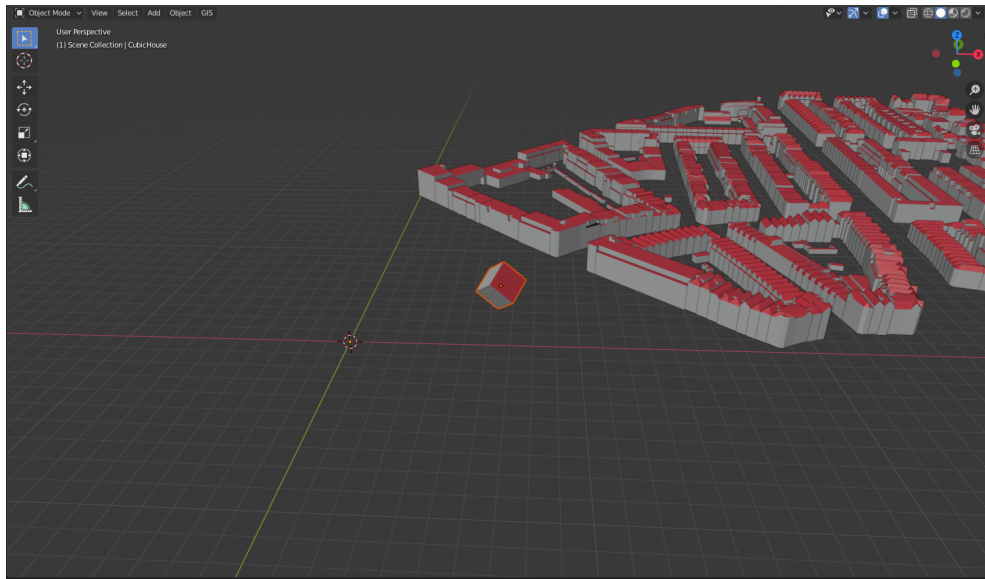 Object Mode View Select Add Object GIS
User Perspective
(1) Scene Collection | CubicHouse
Z
Y
X